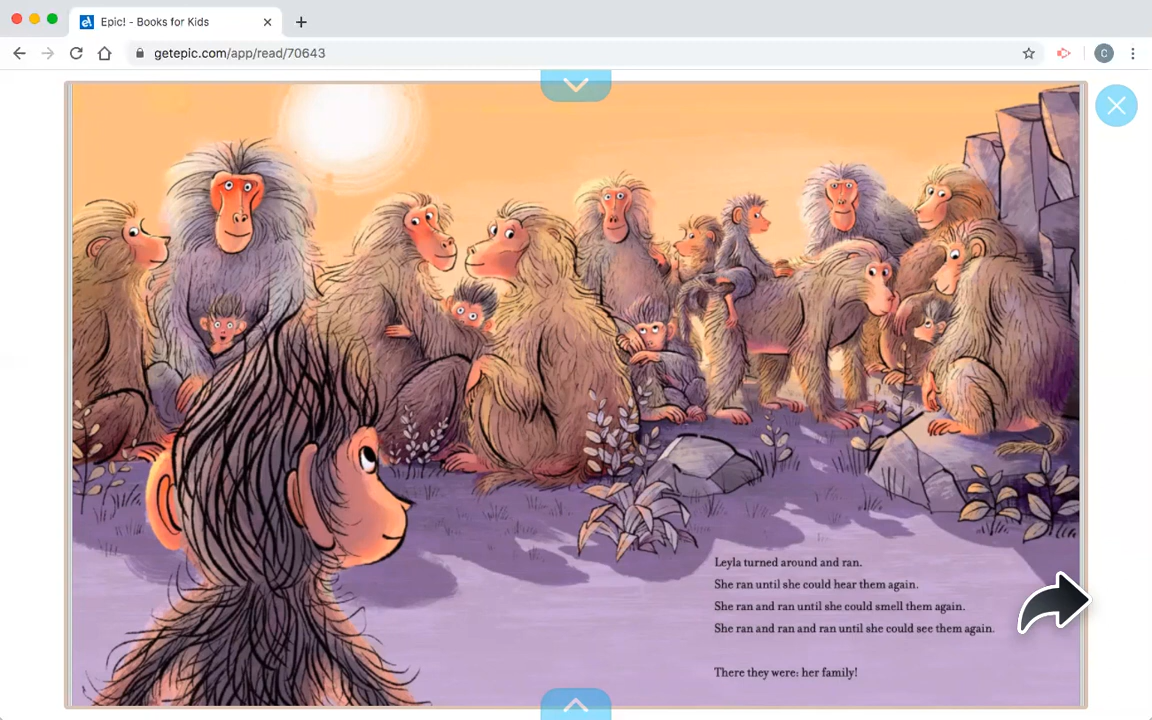 Epic! - Books for Kids
getepic.com/app/read/70643
C
Leyla turned around and ran.
She ran until she could hear them again.
She ran and ran until she could smell them again.
She ran and ran and ran until she could see them again.
There they were: her family!